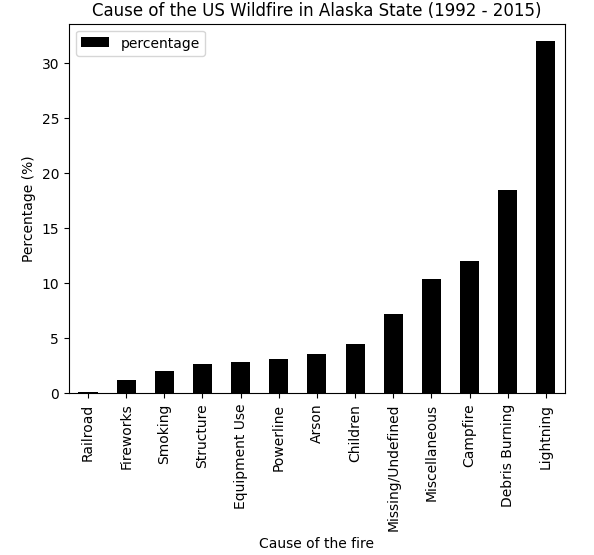 Cause of the US Wildfire in Alaska State (1992 - 2015)
percentage
Percentage (%)
30
25
20
15
10
5
0
Railroad
Fireworks
Smoking
Structure
Equipment Use
Powerline
Arson
Children
Missing/Undefined
Miscellaneous
Campfire
Debris Burning
Lightning
Cause of the fire